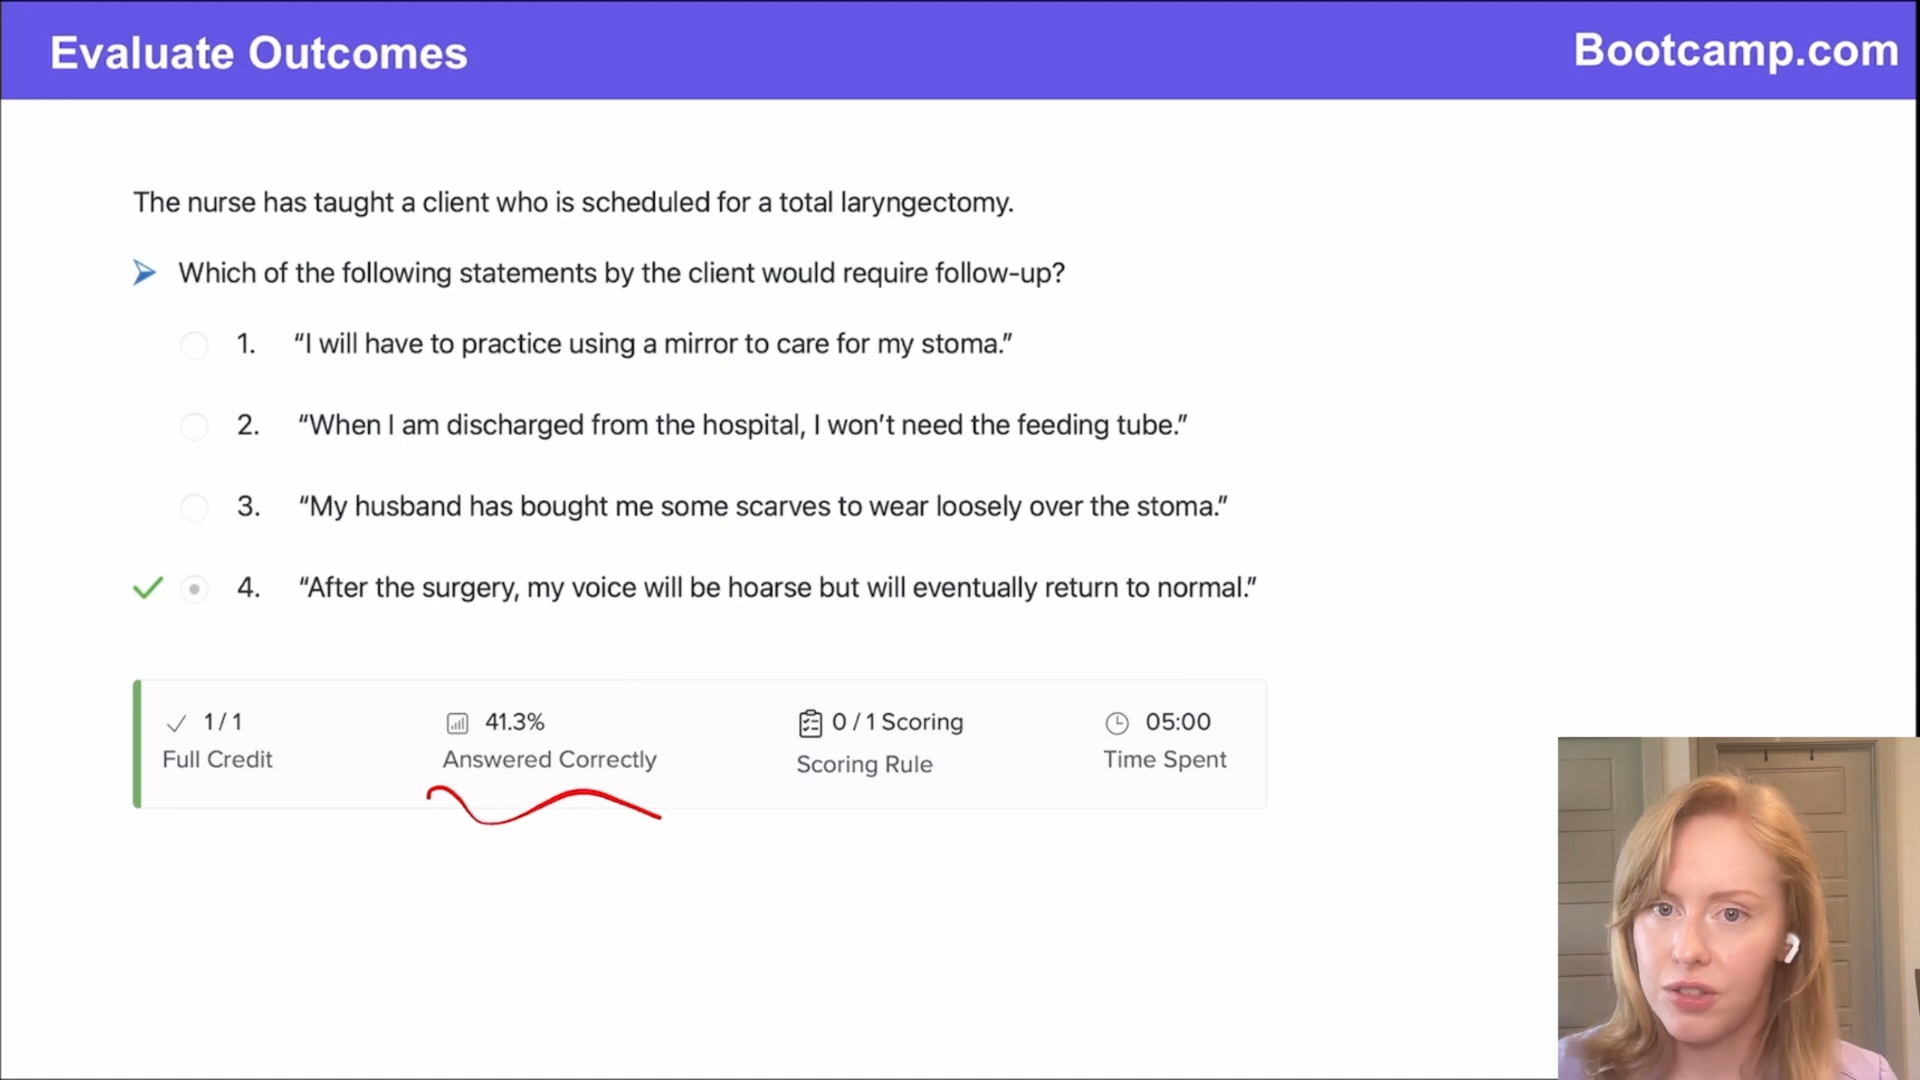 Evaluate Outcomes
Bootcamp.com
The nurse has taught a client who is scheduled for a total laryngectomy.
Which of the following statements by the client would require follow-up?
1. “I will have to practice using a mirror to care for my stoma.”
2. “When I am discharged from the hospital, I won’t need the feeding tube.”
3. “My husband has bought me some scarves to wear loosely over the stoma.”
4. “After the surgery, my voice will be hoarse but will eventually return to normal.”
1 / 1
Full Credit
41.3%
Answered Correctly
0 / 1 Scoring
Scoring Rule
05:00
Time Spent